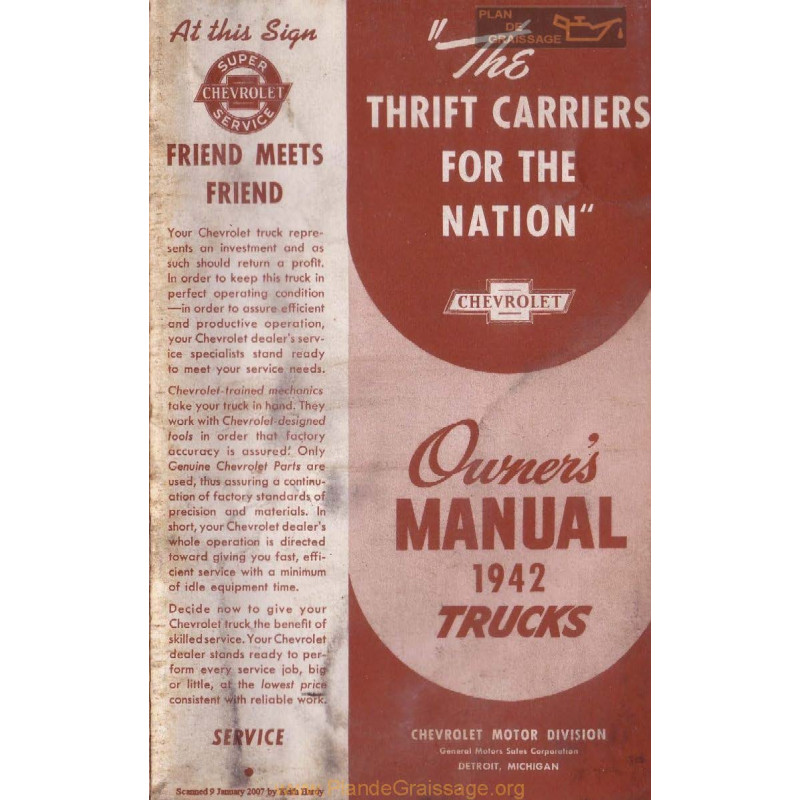 At this Sign
SUPER
CHEVROLET
SERVICE
FRIEND MEETS
FRIEND
Your Chevrolet truck repre-
sents an investment and as
such should return a profit.
In order to keep this truck in
perfect operating condition
—in order to assure efficient
and productive operation,
your Chevrolet dealer's serv-
ice specialists stand ready
to meet your service needs.
Chevrolet-trained mechanics
take your truck in hand. They
work with Chevrolet-designed
tools in order that factory
accuracy is assured. Only
Genuine Chevrolet Parts are
used, thus assuring a continu-
ation of factory standards of
precision and materials. In
short, your Chevrolet dealer's
whole operation is directed
toward giving you fast, effi-
cient service with a minimum
of idle equipment time.
Decide now to give your
Chevrolet truck the benefit of
skilled service. Your Chevrolet
dealer stands ready to per-
form every service job, big
or little, at the lowest price
consistent with reliable work.
SERVICE
Scanned 9 January 2007 by Keith Hardy
PLAN
DE
GRAISSAGE
"The
THRIFT CARRIERS
FOR THE
NATION"
CHEVROLET
Owner's
MANUAL
1942
TRUCKS
CHEVROLET MOTOR DIVISION
General Motors Sales Corporation
DETROIT, MICHIGAN
www.PlandeGraissage.org